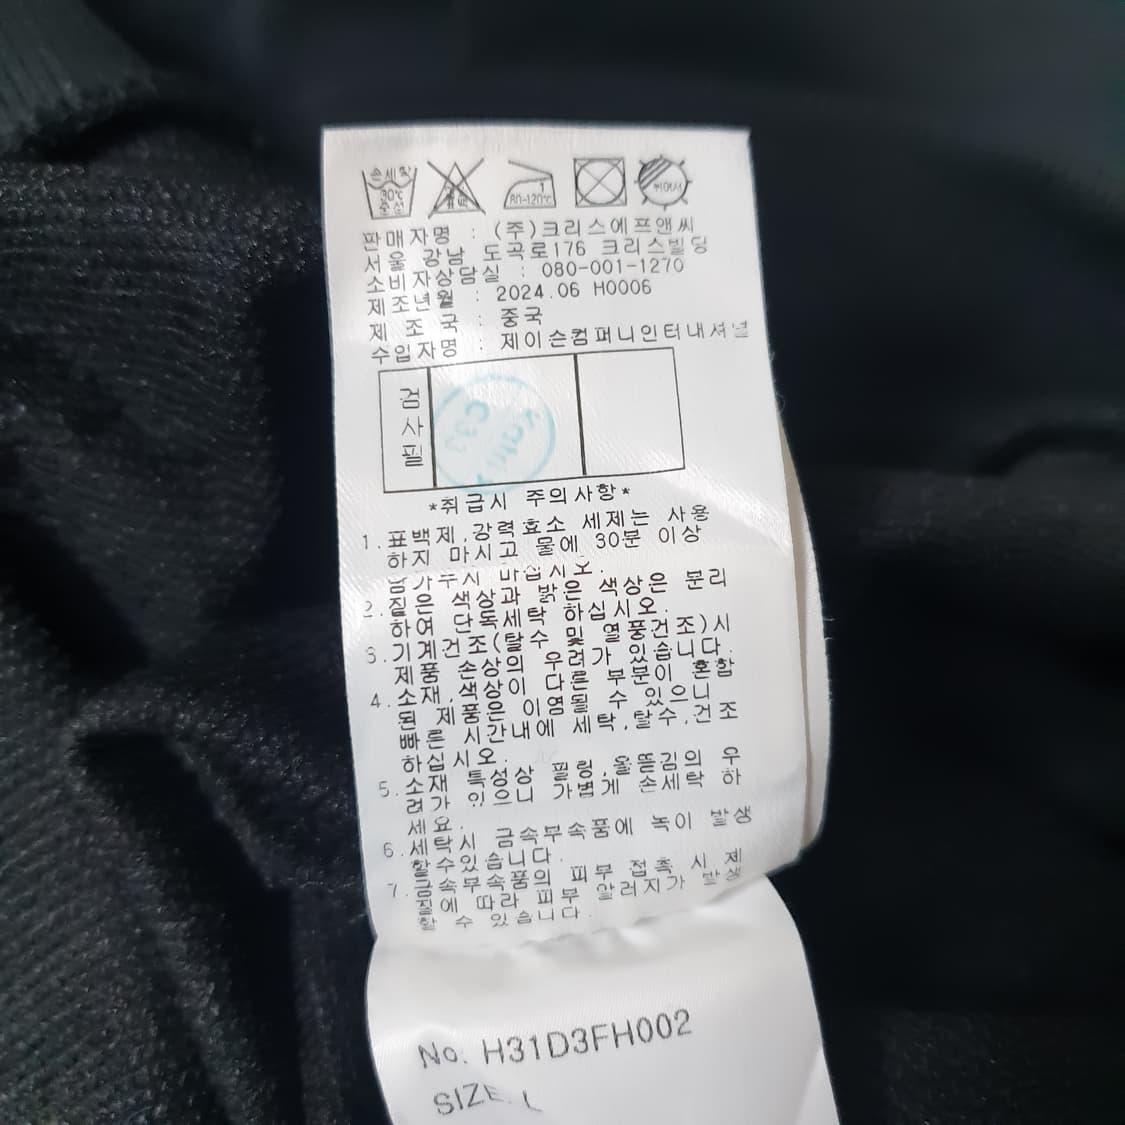 손세탁
30℃
중성
80-120℃
뉘어서
판매자명 : (주)크리스에프앤씨
서울 강남 도곡로176 크리스빌딩
소비자상담실 : 080-001-1270
제조년월 : 2024.06 H0006
제 조 국 : 중국
수입자명 : 제이슨컴퍼니인터내셔널
검사필
*취급시 주의사항*
1.표백제,강력효소 세제는 사용
하지 마시고 물에 30분 이상
담가두시 마십시오.
2.짙은 색상과 밝은 색상은 분리
하여 단독세탁 하십시오.
3.기계건조(탈수 및 열풍건조)시
제품 손상의 우려가 있습니다.
4.소재,색상이 다른 부분이 혼합
된 제품은 이염될 수 있으니
빠른 시간내에 세탁,탈수,건조
하십시오.
5.소재 특성상 필링,올뜯김의 우
려가 있으니 가볍게 손세탁 하
세요.
6.세탁시 금속부속품에 녹이 발생
할수있습니다.
7.금속부속품의 피부 접촉 시 제
질에 따라 피부 알러지가 발생
할 수 있습니다.
No. H31D3FH002
SIZE. L